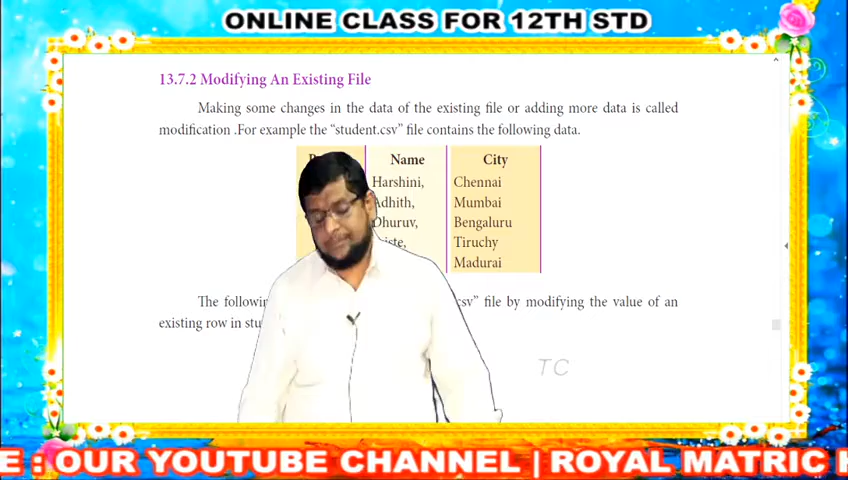 ONLINE CLASS FOR 12TH STD
13.7.2 Modifying An Existing File
Making some changes in the data of the existing file or adding more data is called
modification .For example the “student.csv” file contains the following data.
Name City
Harshini, Chennai
Adhith, Mumbai
Dhuruv, Bengaluru
Tiruchy
Madurai
The csv” file by modifying the value of an
existing row in
TC
E : OUR YOUTUBE CHANNEL | ROYAL MATRIC